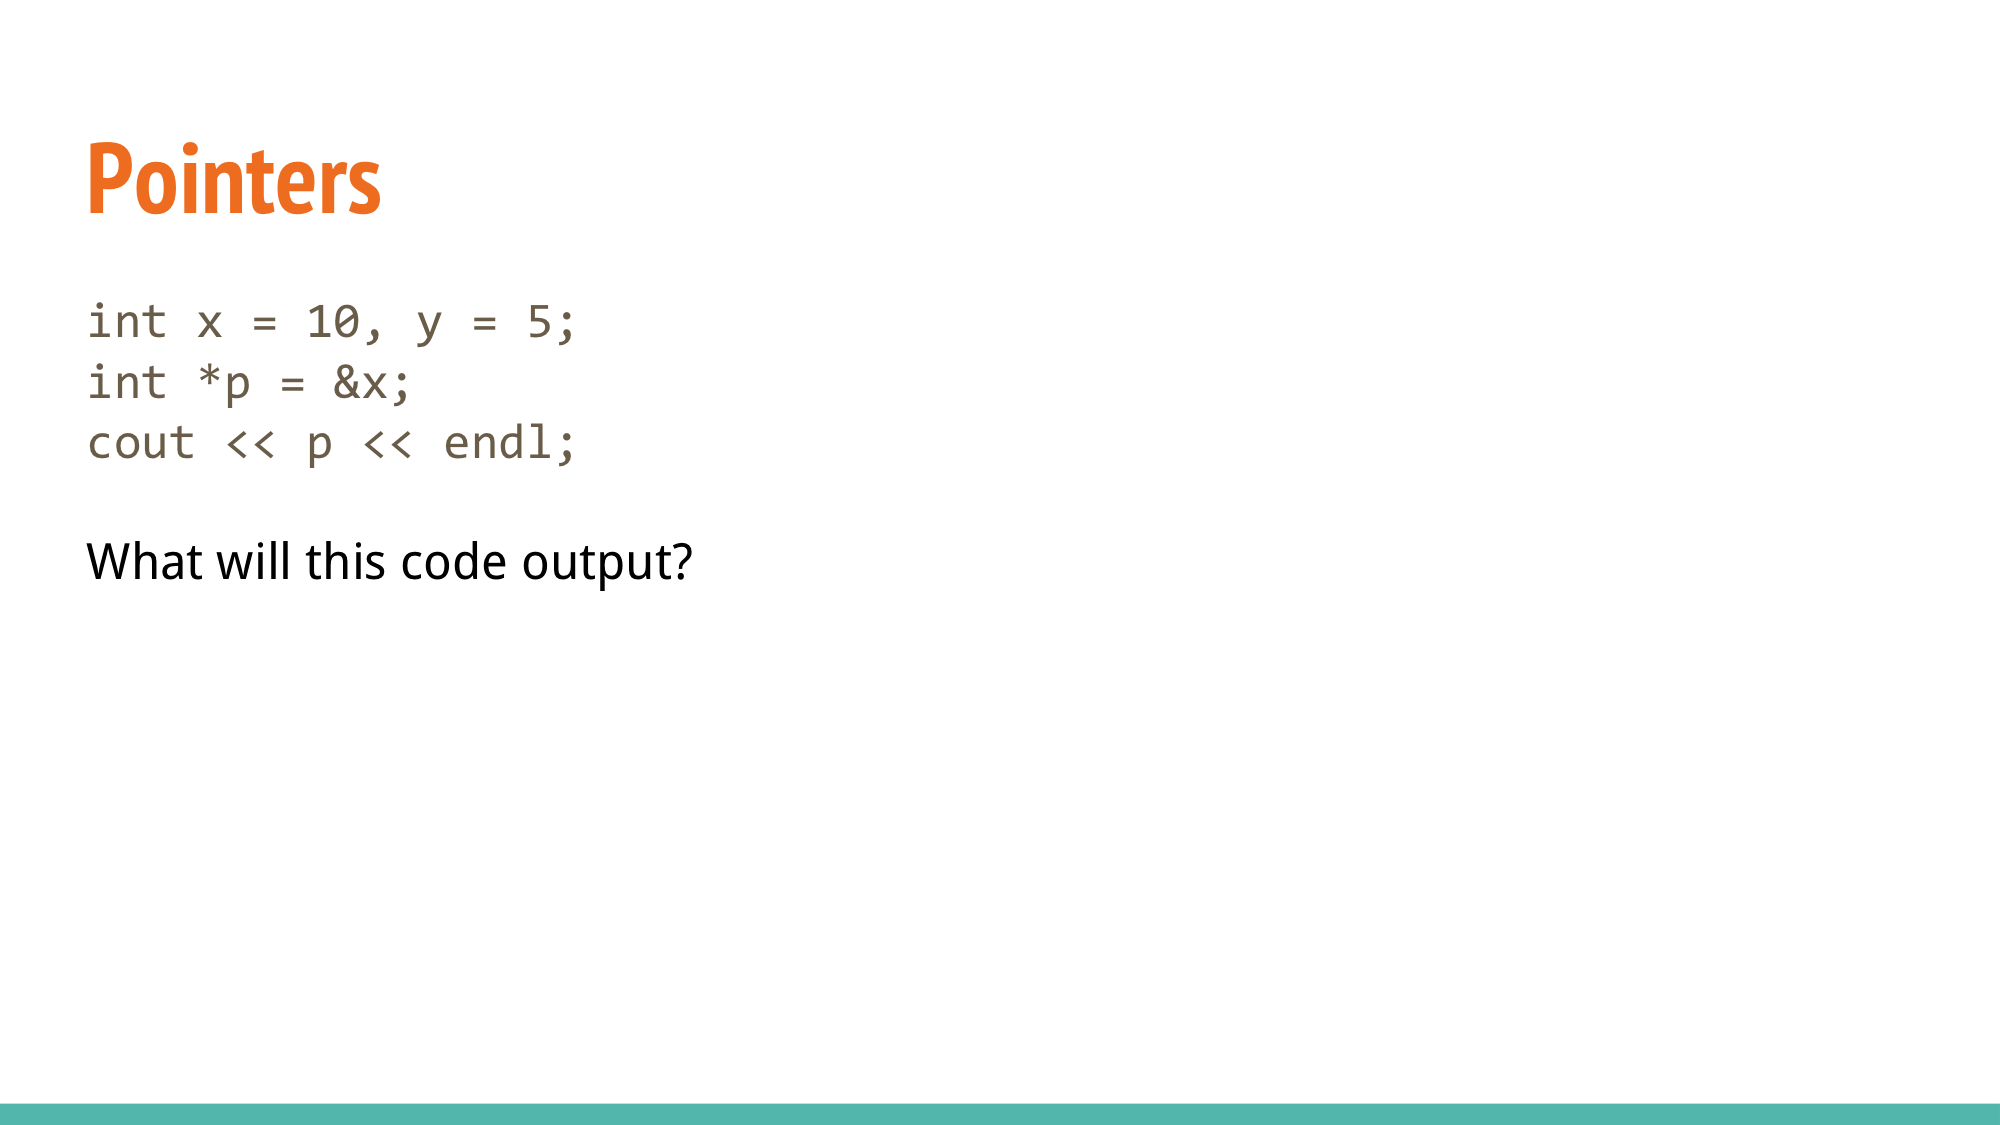 Pointers
int x = 10, y = 5;
int *p = &x;
cout << p << endl;
What will this code output?